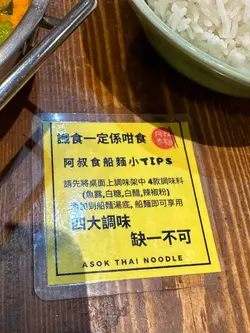 識食一定係咁食
阿叔食船麵小TIPS
請先將桌面上調味架中 4款調味料
(魚露,白糖,白醋,辣椒粉)
添加到船麵湯底, 船麵即可享用
四大調味
缺一不可
ASOK THAI NOODLE